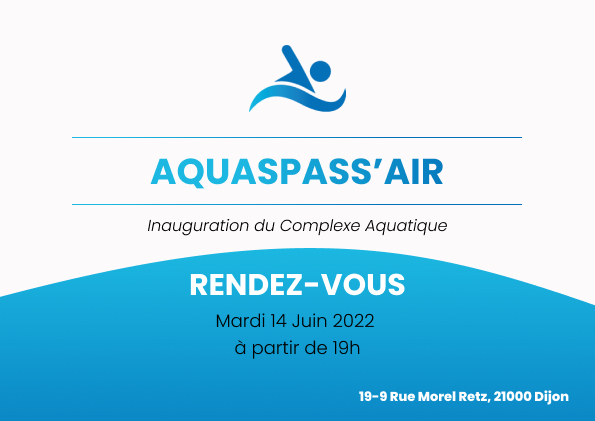 AQUASPASS’AIR
Inauguration du Complexe Aquatique
RENDEZ-VOUS
Mardi 14 Juin 2022
à partir de 19h
19-9 Rue Morel Retz, 21000 Dijon